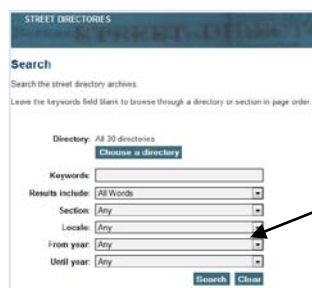 STREET DIRECTORIES
Search
Search the street directory archives.
Leave the keywords field blank to browse through a directory or section in page order.
Directory: All 30 directories
Choose a directory
Keywords:
Results include: All Words
Section: Any
Locale: Any
From year: Any
Until year: Any
Search Clear